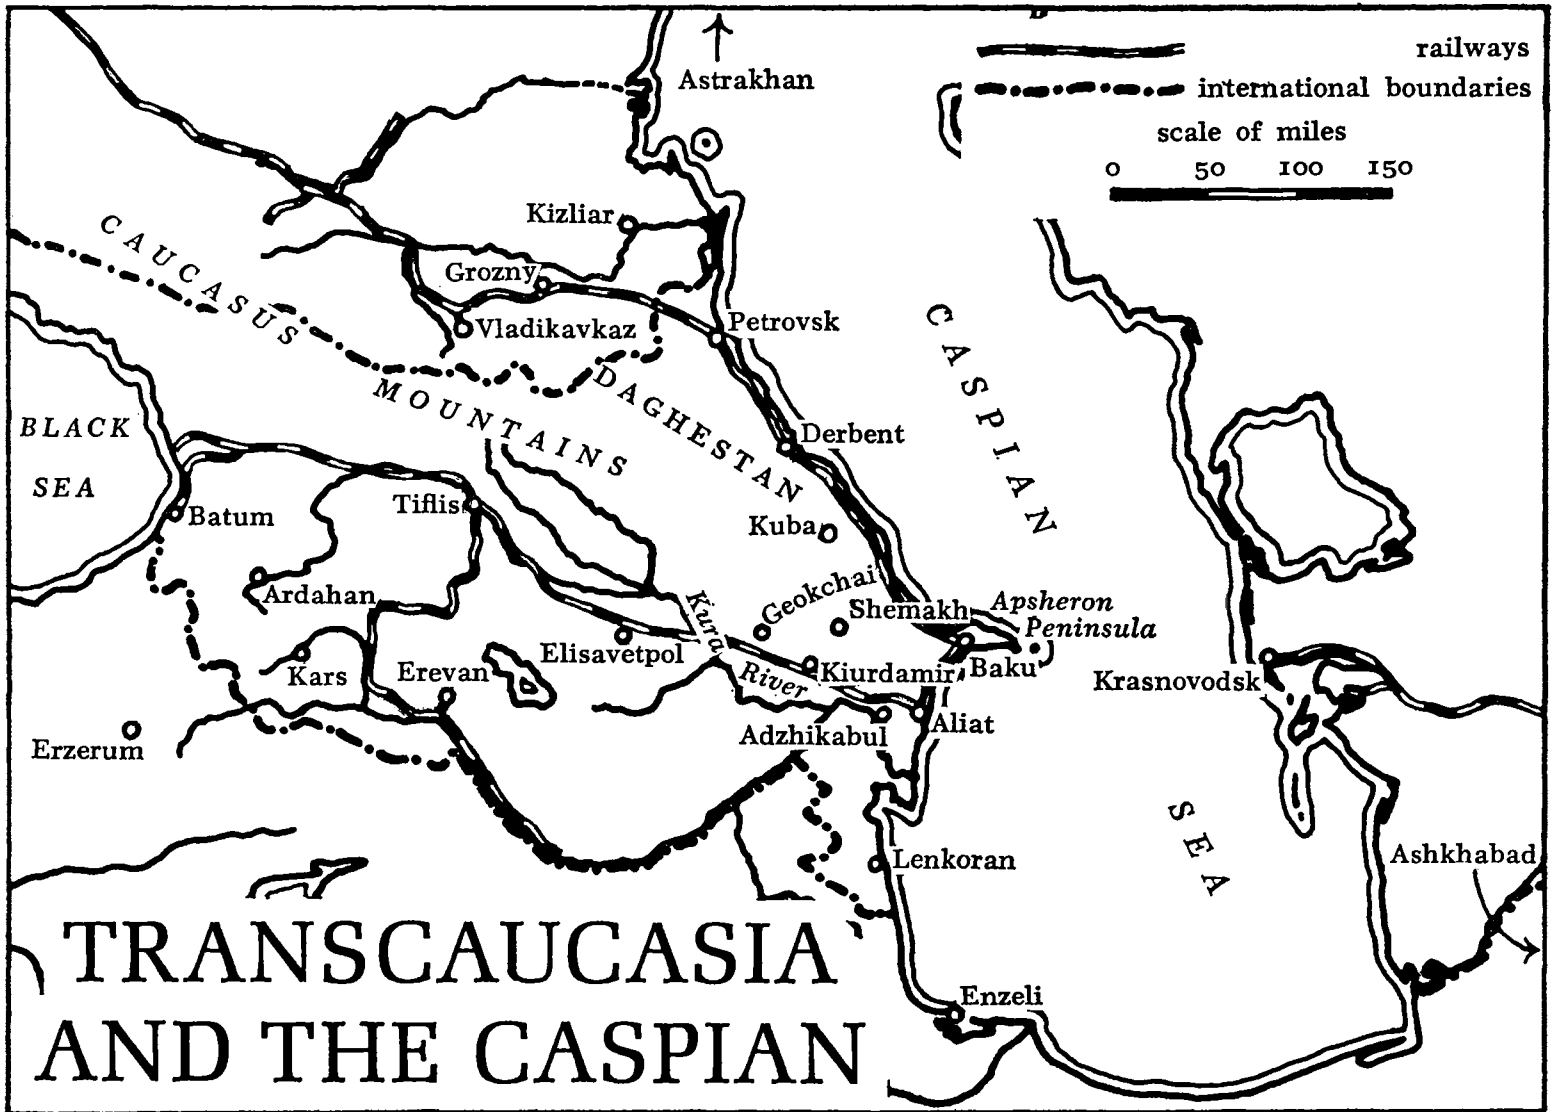 Astrakhan
railways
international boundaries
scale of miles
0 50 100 150
CAUCASUS
MOUNTAINS
Kizliar
Grozny
Vladikavkaz
Petrovsk
DAGHESTAN
CASPIAN
SEA
BLACK
SEA
Derbent
Tiflis
Batum
Kuba
Ardahan
Geokchai
Shemakh
Apsheron
Peninsula
Kura
River
Elisavetpol
Kars
Erevan
Kiurdamir
Baku
Krasnovodsk
Erzerum
Adzhikabul
Aliat
Lenkoran
Ashkhabad
Enzeli
TRANSCAUCASIA
AND THE CASPIAN